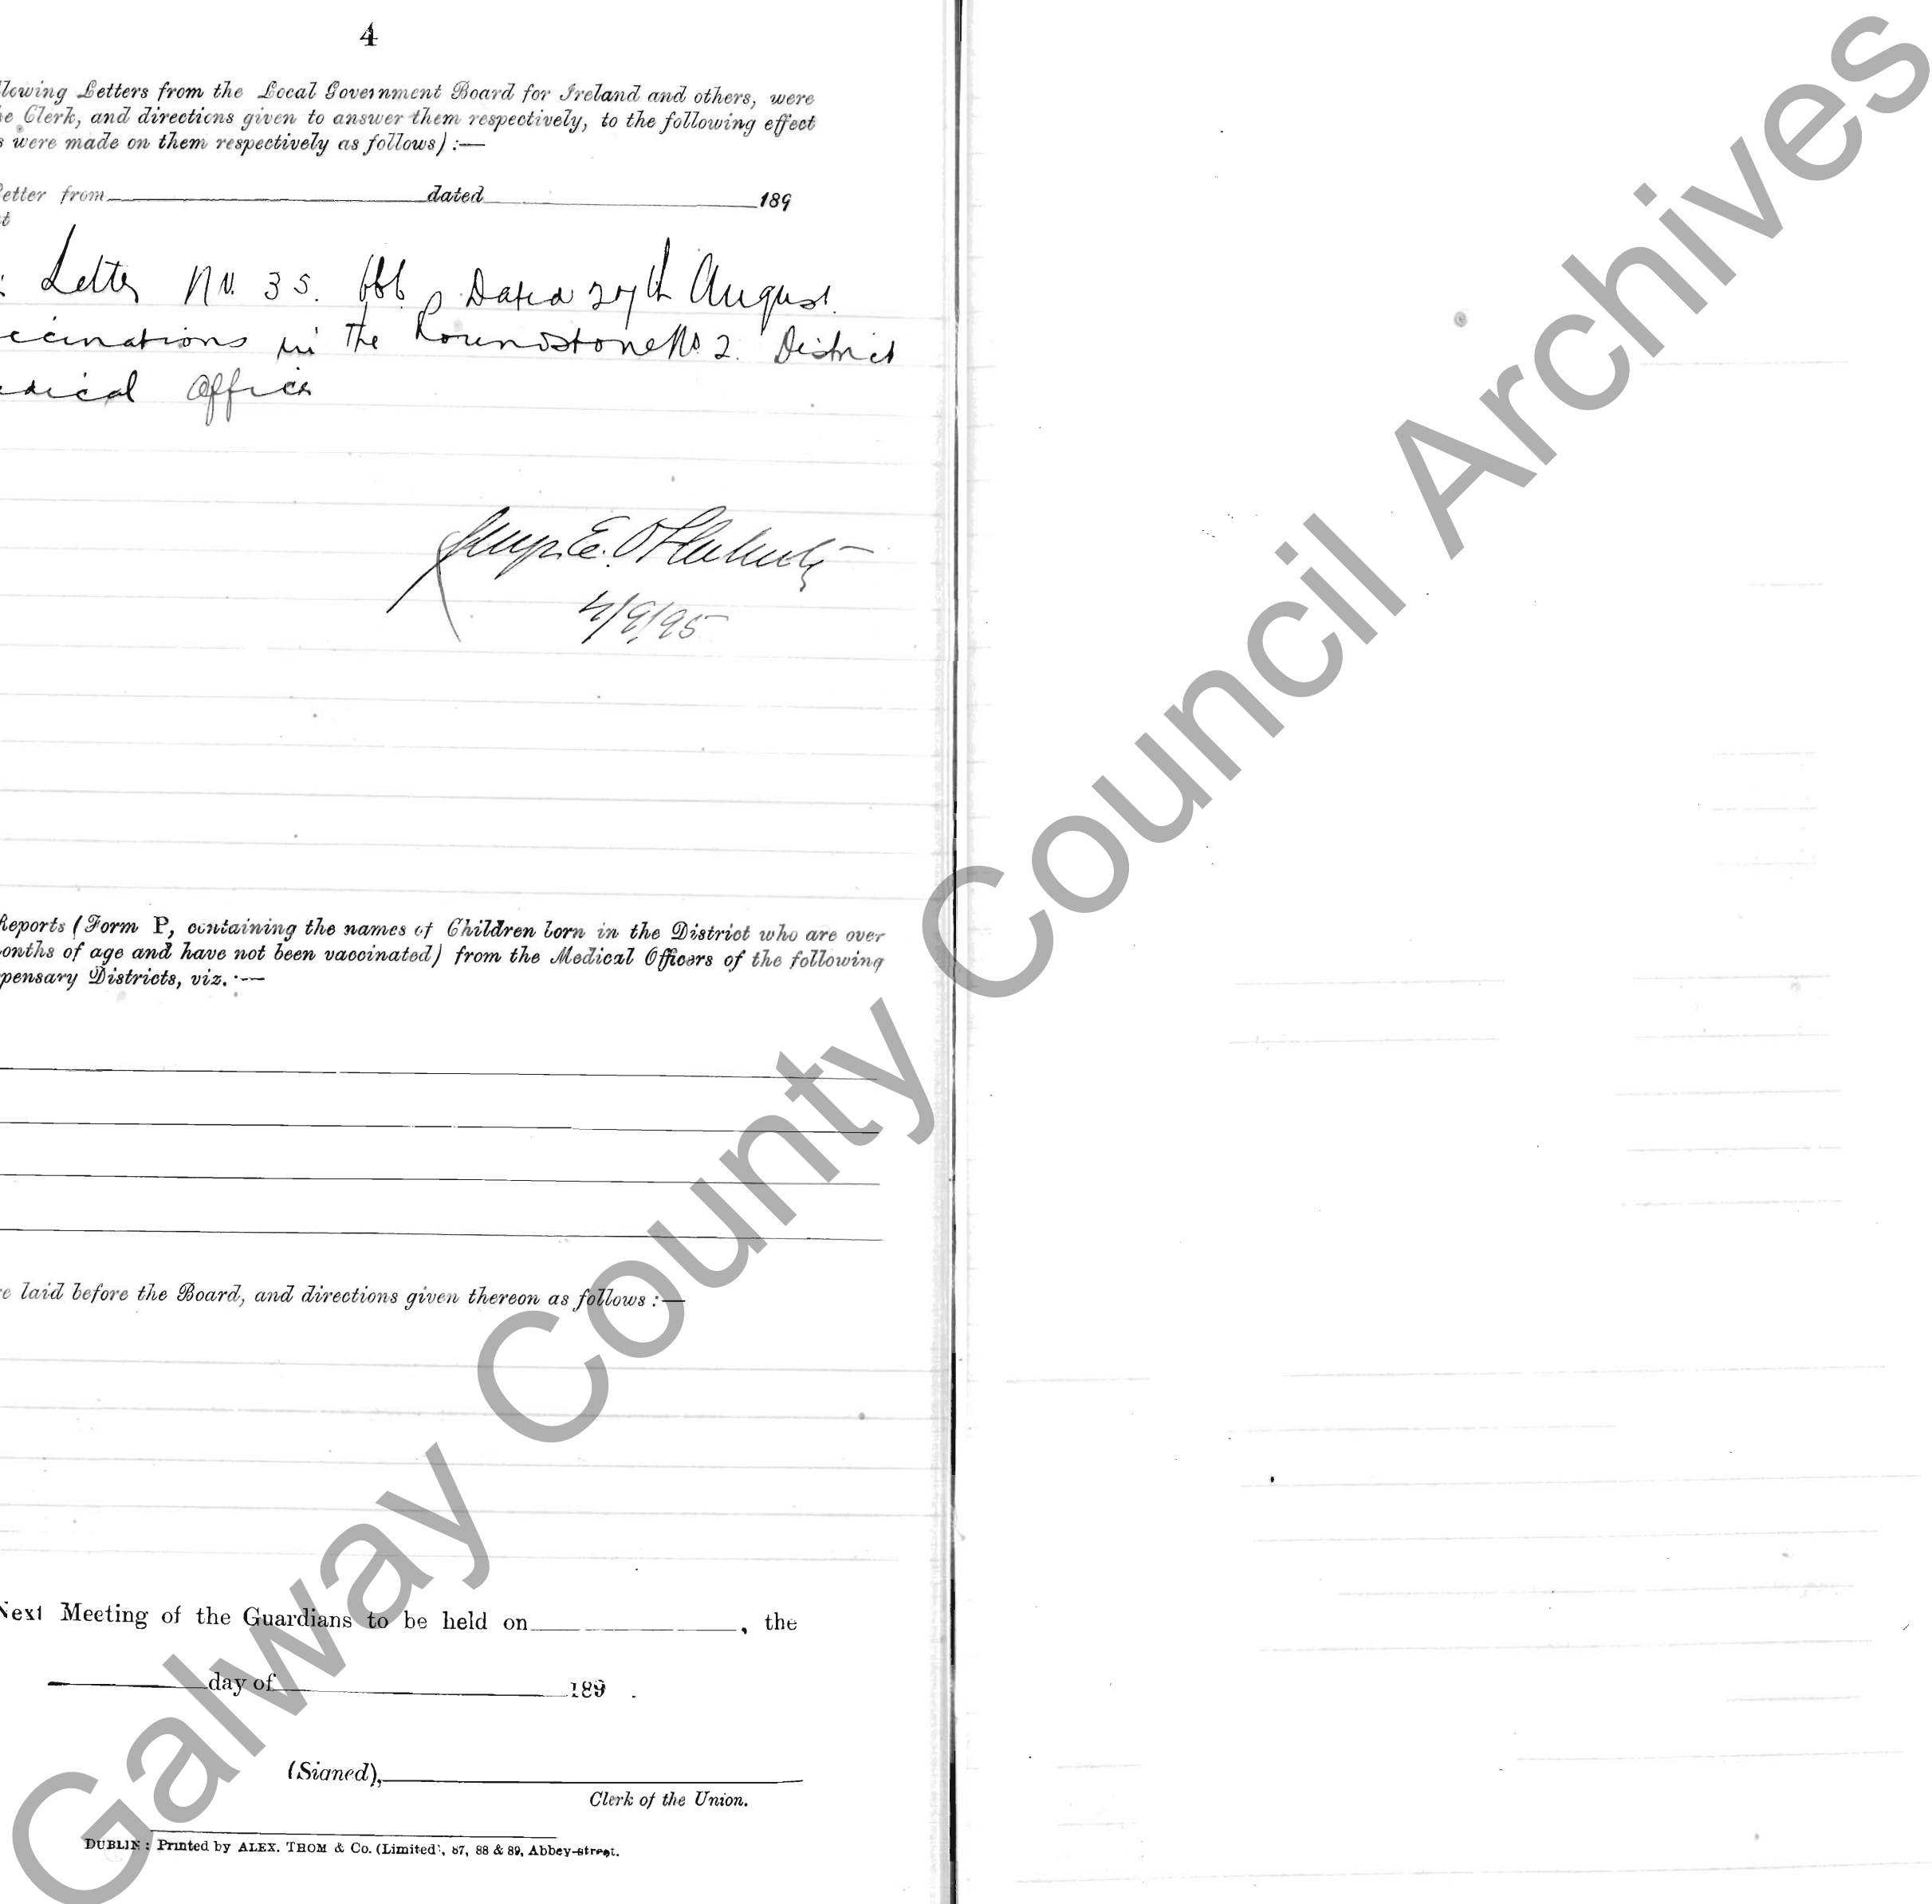 4
llowing Letters from the Local Government Board for Ireland and others, were
e Clerk, and directions given to answer them respectively, to the following effect
s were made on them respectively as follows) :—
etter from dated 189
t
: Letter No. 35. 666 Dated 27th August
ccinations in the Roundstone No 2. District
edical Officer
4/9/95
Reports (Form P, containing the names of Children born in the District who are over
onths of age and have not been vaccinated) from the Medical Officers of the following
pensary Districts, viz. :—
e laid before the Board, and directions given thereon as follows :—
Next Meeting of the Guardians to be held on , the
day of 189 .
(Signed),
Clerk of the Union.
DUBLIN : Printed by ALEX. THOM & Co. (Limited), 87, 88 & 89, Abbey-street.
Galway County Council Archives